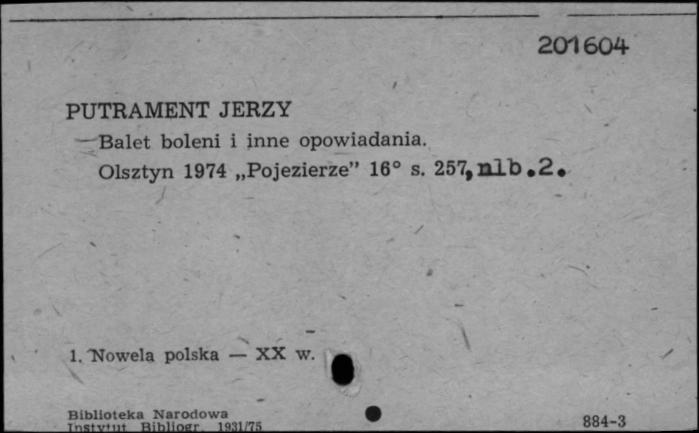 201604
PUTRAMENT JERZY
Balet boleni i inne opowiadania.
Olsztyn 1974 „Pojezierze” 16° s. 257, nlb.2.
1. Nowela polska — XX w.
Biblioteka Narodowa
Instytut Bibliogr. 1931/75
884-3